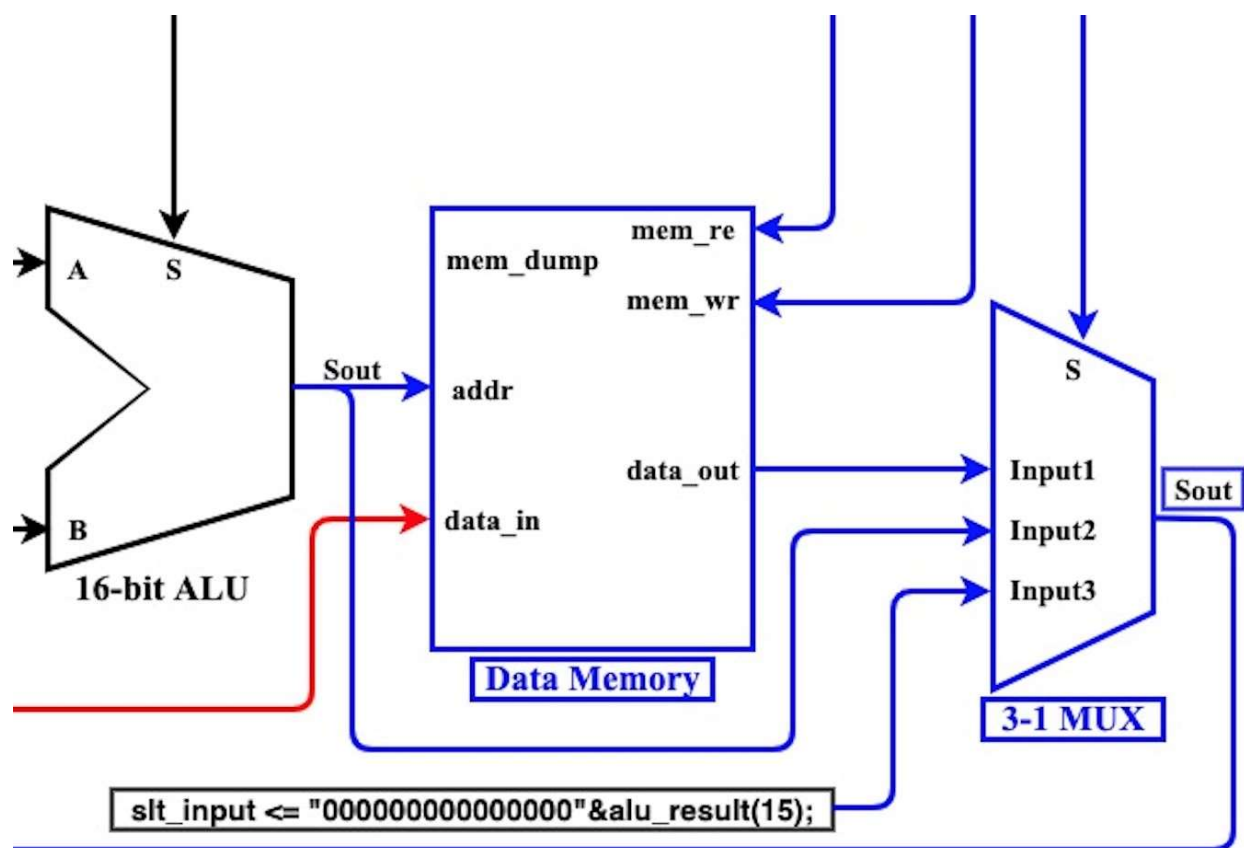 A
S
B
16-bit ALU
Sout
mem_re
mem_dump
mem_wr
addr
data_out
data_in
Data Memory
S
Input1
Input2
Input3
Sout
3-1 MUX
slt_input <= "000000000000000"&alu_result(15);